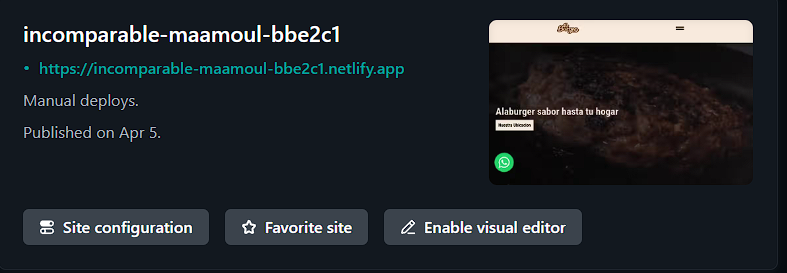 incomparable-maamoul-bbe2c1
https://incomparable-maamoul-bbe2c1.netlify.app
Manual deploys.
Published on Apr 5.
Alaburger sabor hasta tu hogar
Nuestra Ubicacion
Site configuration
Favorite site
Enable visual editor